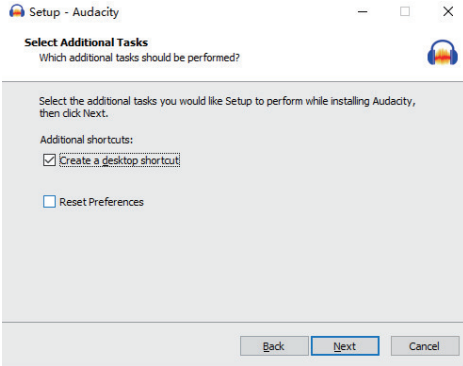 Setup - Audacity
Select Additional Tasks
Which additional tasks should be performed?
Select the additional tasks you would like Setup to perform while installing Audacity,
then click Next.
Additional shortcuts:
Create a desktop shortcut
Reset Preferences
Back Next Cancel